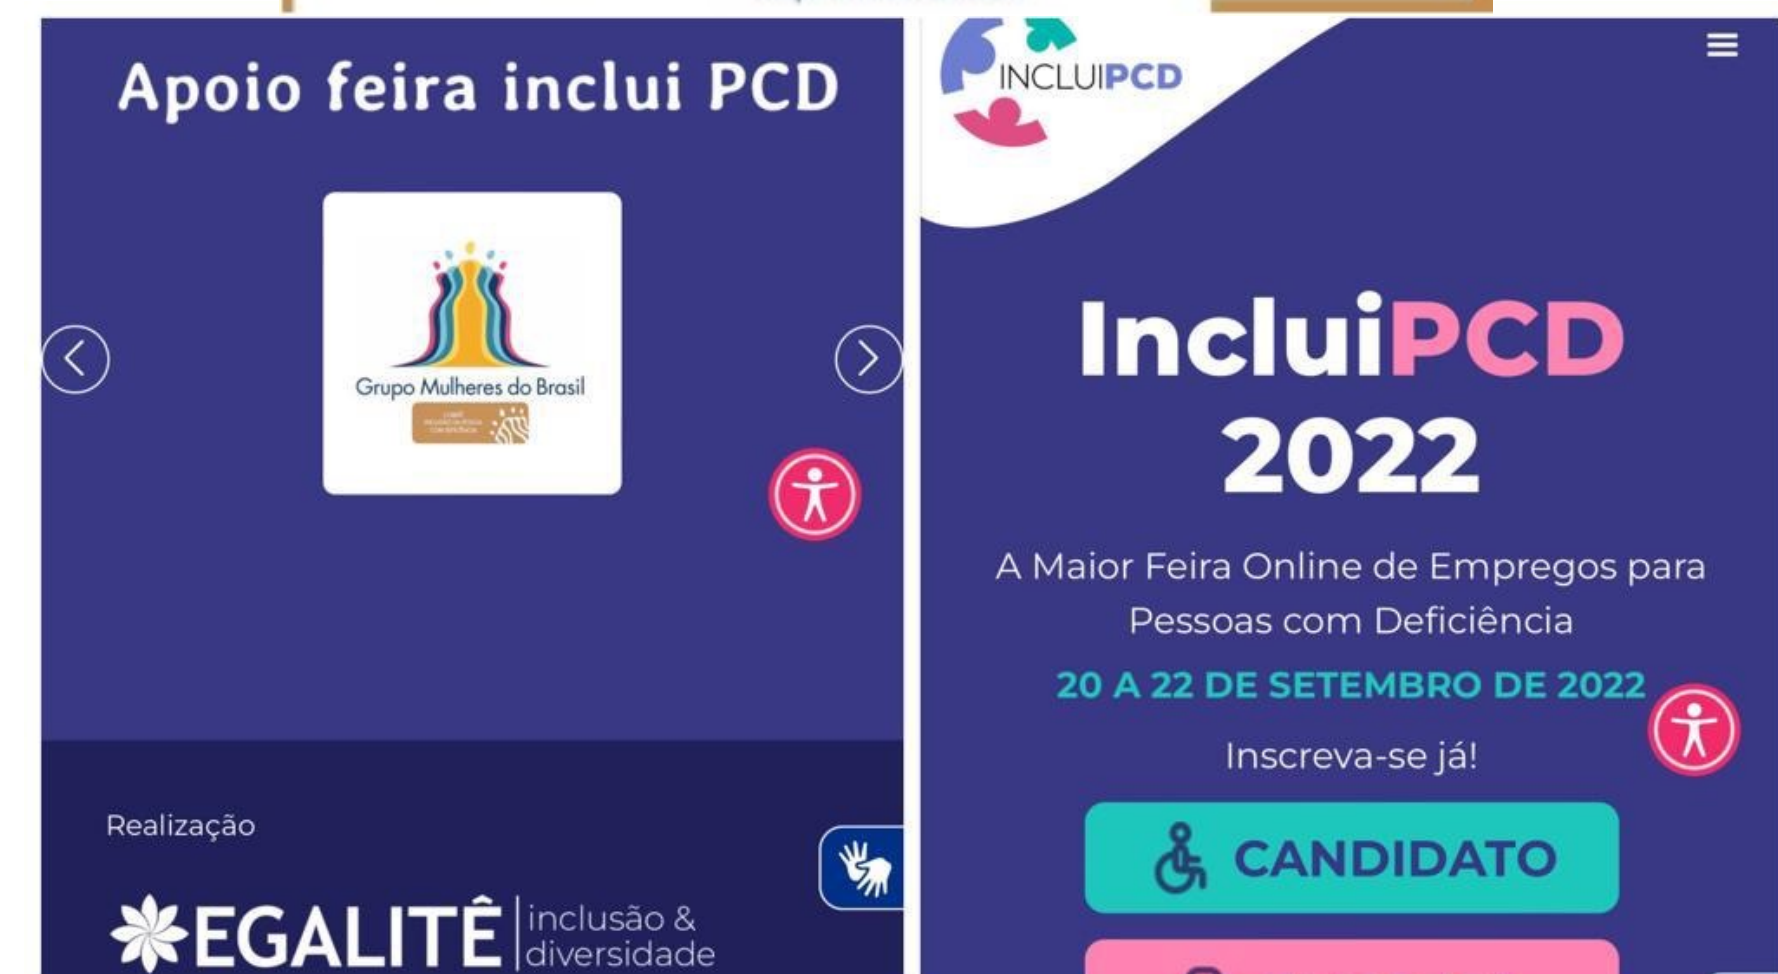 Apoio feira inclui PCD
Grupo Mulheres do Brasil
Realização
EGALITÊ
inclusão &
diversidade
INCLUIPCD
IncluiPCD
2022
A Maior Feira Online de Empregos para
Pessoas com Deficiência
20 A 22 DE SETEMBRO DE 2022
Inscreva-se já!
CANDIDATO